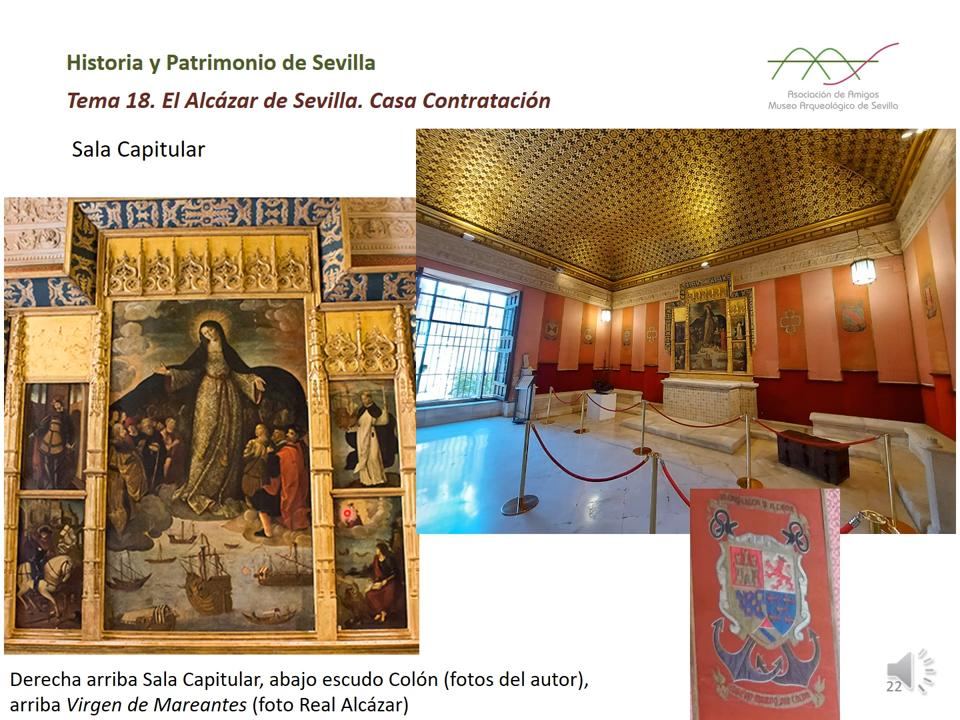 Historia y Patrimonio de Sevilla
Tema 18. El Alcázar de Sevilla. Casa Contratación
Asociación de Amigos
Museo Arqueológico de Sevilla
Sala Capitular
Derecha arriba Sala Capitular, abajo escudo Colón (fotos del autor),
arriba Virgen de Mareantes (foto Real Alcázar)
22